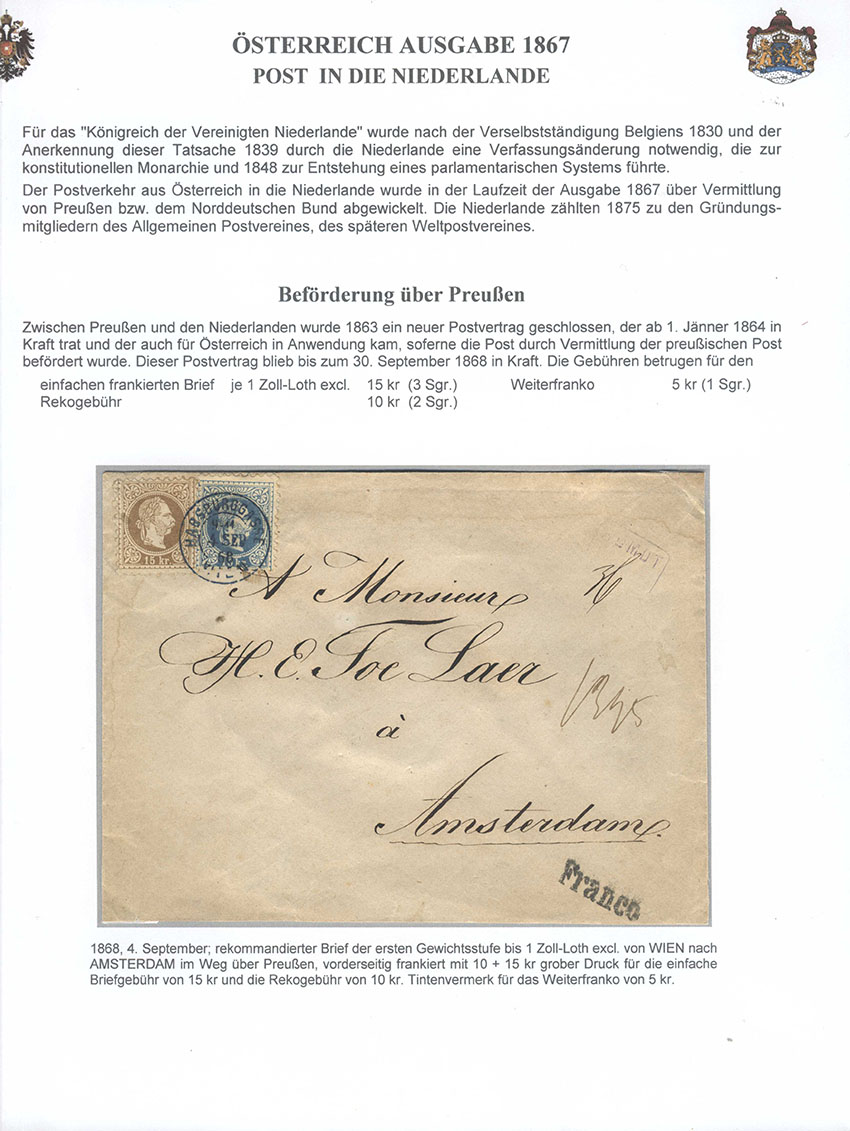 ÖSTERREICH AUSGABE 1867
POST IN DIE NIEDERLANDE
Für das "Königreich der Vereinigten Niederlande" wurde nach der Verselbstständigung Belgiens 1830 und der
Anerkennung dieser Tatsache 1839 durch die Niederlande eine Verfassungsänderung notwendig, die zur
konstitutionellen Monarchie und 1848 zur Entstehung eines parlamentarischen Systems führte.
Der Postverkehr aus Österreich in die Niederlande wurde in der Laufzeit der Ausgabe 1867 über Vermittlung
von Preußen bzw. dem Norddeutschen Bund abgewickelt. Die Niederlande zählten 1875 zu den Gründungs-
mitgliedern des Allgemeinen Postvereines, des späteren Weltpostvereines.
Beförderung über Preußen
Zwischen Preußen und den Niederlanden wurde 1863 ein neuer Postvertrag geschlossen, der ab 1. Jänner 1864 in
Kraft trat und der auch für Österreich in Anwendung kam, soferne die Post durch Vermittlung der preußischen Post
befördert wurde. Dieser Postvertrag blieb bis zum 30. September 1868 in Kraft. Die Gebühren betrugen für den
einfachen frankierten Brief je 1 Zoll-Loth excl. 15 kr (3 Sgr.) Weiterfranko 5 kr (1 Sgr.)
Rekogebühr 10 kr (2 Sgr.)
15 kr.
HABSBURGGASSE
SEP
A Monsieur
H. E. Toe Laer
à
Amsterdam
Franco
1868, 4. September; rekommandierter Brief der ersten Gewichtsstufe bis 1 Zoll-Loth excl. von WIEN nach
AMSTERDAM im Weg über Preußen, vorderseitig frankiert mit 10 + 15 kr grober Druck für die einfache
Briefgebühr von 15 kr und die Rekogebühr von 10 kr. Tintenvermerk für das Weiterfranko von 5 kr.